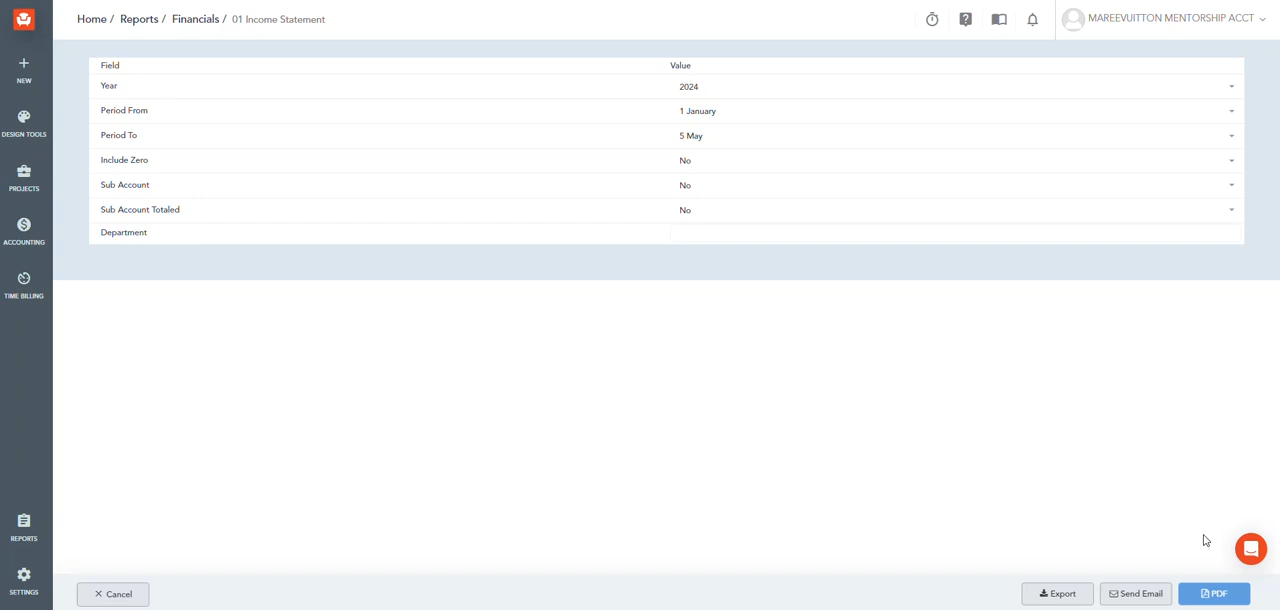 Home / Reports / Financials / 01 Income Statement
MAREEVUITTON MENTORSHIP ACCT
NEW
DESIGN TOOLS
PROJECTS
ACCOUNTING
TIME BILLING
REPORTS
SETTINGS
Field Value
Year 2024
Period From 1 January
Period To 5 May
Include Zero No
Sub Account No
Sub Account Totaled No
Department
Cancel
Export
Send Email
PDF